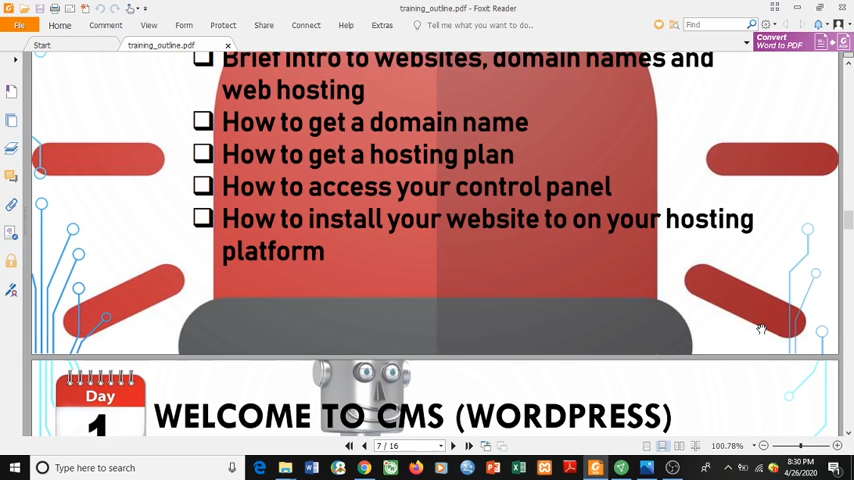 training_outline.pdf - Foxit Reader
File Home Comment View Form Protect Share Connect Help Extras Tell me what you want to do... Find
Start training_outline.pdf
Convert
Word to PDF
Brief intro to websites, domain names and
web hosting
How to get a domain name
How to get a hosting plan
How to access your control panel
How to install your website to on your hosting
platform
Day
1
WELCOME TO CMS (WORDPRESS)
7 / 16
100.78%
Type here to search
8:30 PM
4/26/2020